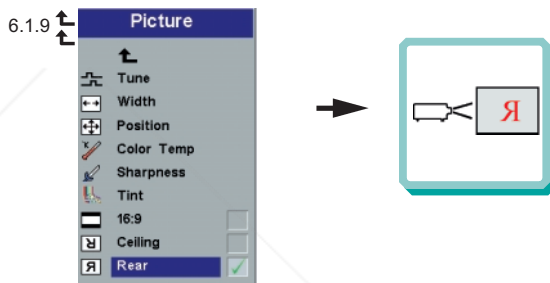 6.1.9
Picture
Tune
Width
Position
Color Temp
Sharpness
Tint
16:9
Ceiling
Rear
Я